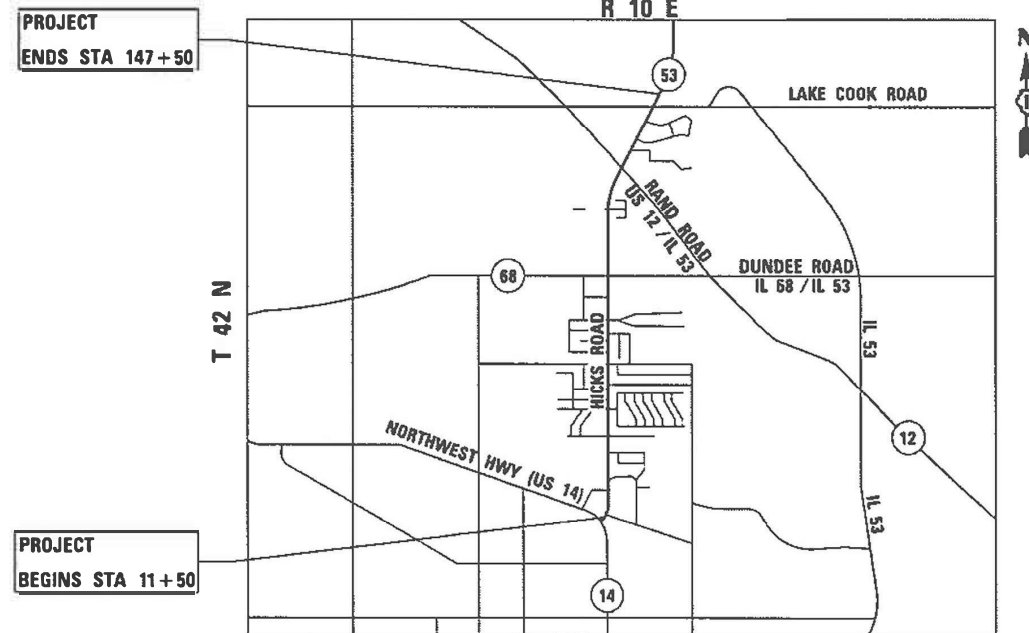 R 10 E
PROJECT
ENDS STA 147+50
N
53
LAKE COOK ROAD
RAND ROAD
US 12 / IL 53
DUNDEE ROAD
IL 68 / IL 53
68
T 42 N
HICKS ROAD
IL 53
NORTHWEST HWY (US 14)
12
IL 53
PROJECT
BEGINS STA 11+50
14